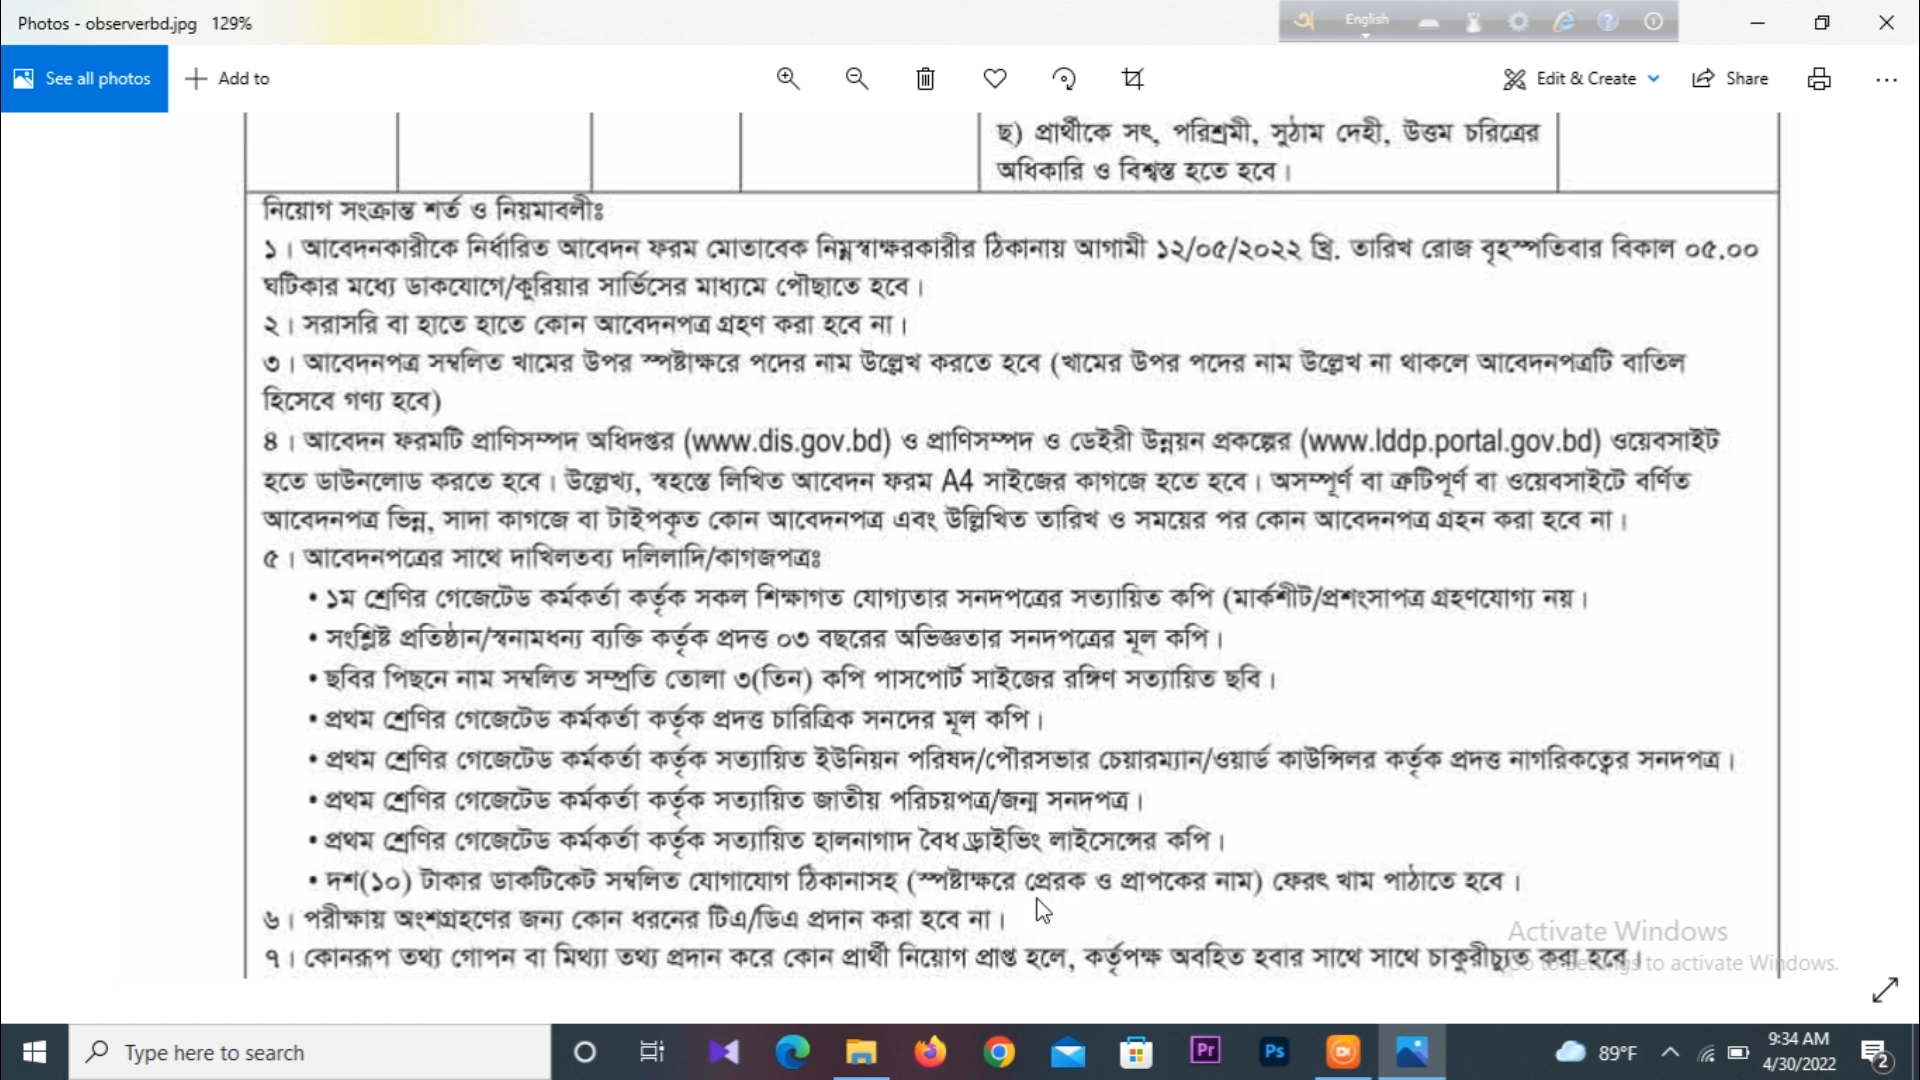 Photos - observerbd.jpg 129%
English
See all photos
Add to
Edit & Create
Share
ছ) প্রার্থীকে সৎ, পরিশ্রমী, সুঠাম দেহী, উত্তম চরিত্রের
অধিকারি ও বিশ্বস্ত হতে হবে।
নিয়োগ সংক্রান্ত শর্ত ও নিয়মাবলীঃ
১। আবেদনকারীকে নির্ধারিত আবেদন ফরম মোতাবেক নিম্নস্বাক্ষরকারীর ঠিকানায় আগামী ১২/০৫/২০২২ খ্রি. তারিখ রোজ বৃহস্পতিবার বিকাল ০৫.০০
ঘটিকার মধ্যে ডাকযোগে/কুরিয়ার সার্ভিসের মাধ্যমে পৌছাতে হবে।
২। সরাসরি বা হাতে হাতে কোন আবেদনপত্র গ্রহণ করা হবে না।
৩। আবেদনপত্র সম্বলিত খামের উপর স্পষ্টাক্ষরে পদের নাম উল্লেখ করতে হবে (খামের উপর পদের নাম উল্লেখ না থাকলে আবেদনপত্রটি বাতিল
হিসেবে গণ্য হবে)
৪। আবেদন ফরমটি প্রাণিসম্পদ অধিদপ্তর (www.dis.gov.bd) ও প্রাণিসম্পদ ও ডেইরী উন্নয়ন প্রকল্পের (www.lddp.portal.gov.bd) ওয়েবসাইট
হতে ডাউনলোড করতে হবে। উল্লেখ্য, স্বহস্তে লিখিত আবেদন ফরম A4 সাইজের কাগজে হতে হবে। অসম্পূর্ণ বা ত্রুটিপূর্ণ বা ওয়েবসাইটে বর্ণিত
আবেদনপত্র ভিন্ন, সাদা কাগজে বা টাইপকৃত কোন আবেদনপত্র এবং উল্লিখিত তারিখ ও সময়ের পর কোন আবেদনপত্র গ্রহন করা হবে না।
৫। আবেদনপত্রের সাথে দাখিলতব্য দলিলাদি/কাগজপত্রঃ
• ১ম শ্রেণির গেজেটেড কর্মকর্তা কর্তৃক সকল শিক্ষাগত যোগ্যতার সনদপত্রের সত্যায়িত কপি (মার্কশীট/প্রশংসাপত্র গ্রহণযোগ্য নয়।
• সংশ্লিষ্ট প্রতিষ্ঠান/স্বনামধন্য ব্যক্তি কর্তৃক প্রদত্ত ০৩ বছরের অভিজ্ঞতার সনদপত্রের মূল কপি।
• ছবির পিছনে নাম সম্বলিত সম্প্রতি তোলা ৩(তিন) কপি পাসপোর্ট সাইজের রঙ্গিণ সত্যায়িত ছবি।
• প্রথম শ্রেণির গেজেটেড কর্মকর্তা কর্তৃক প্রদত্ত চারিত্রিক সনদের মূল কপি।
• প্রথম শ্রেণির গেজেটেড কর্মকর্তা কর্তৃক সত্যায়িত ইউনিয়ন পরিষদ/পৌরসভার চেয়ারম্যান/ওয়ার্ড কাউন্সিলর কর্তৃক প্রদত্ত নাগরিকত্বের সনদপত্র।
• প্রথম শ্রেণির গেজেটেড কর্মকর্তা কর্তৃক সত্যায়িত জাতীয় পরিচয়পত্র/জন্ম সনদপত্র।
• প্রথম শ্রেণির গেজেটেড কর্মকর্তা কর্তৃক সত্যায়িত হালনাগাদ বৈধ ড্রাইভিং লাইসেন্সের কপি।
• দশ(১০) টাকার ডাকটিকেট সম্বলিত যোগাযোগ ঠিকানাসহ (স্পষ্টাক্ষরে প্রেরক ও প্রাপকের নাম) ফেরৎ খাম পাঠাতে হবে।
৬। পরীক্ষায় অংশগ্রহণের জন্য কোন ধরনের টিএ/ডিএ প্রদান করা হবে না।
৭। কোনরূপ তথ্য গোপন বা মিথ্যা তথ্য প্রদান করে কোন প্রার্থী নিয়োগ প্রাপ্ত হলে, কর্তৃপক্ষ অবহিত হবার সাথে সাথে চাকুরীচ্যুত করা হবে।
Activate Windows
Go to Settings to activate Windows.
Type here to search
Pr
Ps
89°F
9:34 AM
4/30/2022
2